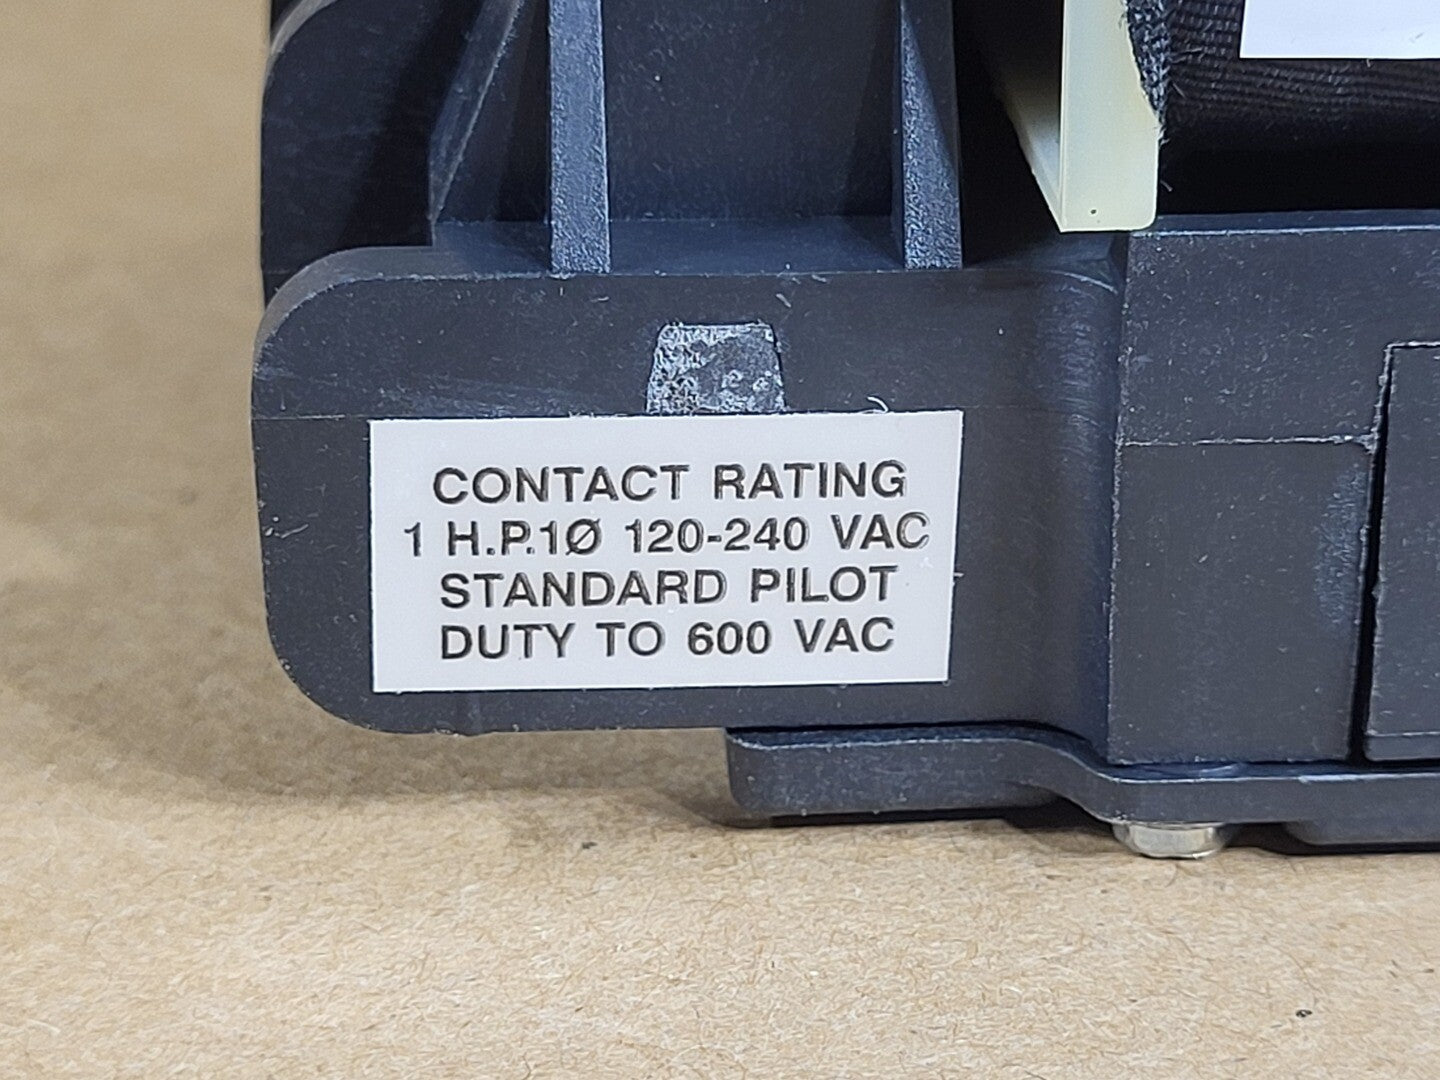 CONTACT RATING
1 H.P.1Ø 120-240 VAC
STANDARD PILOT
DUTY TO 600 VAC